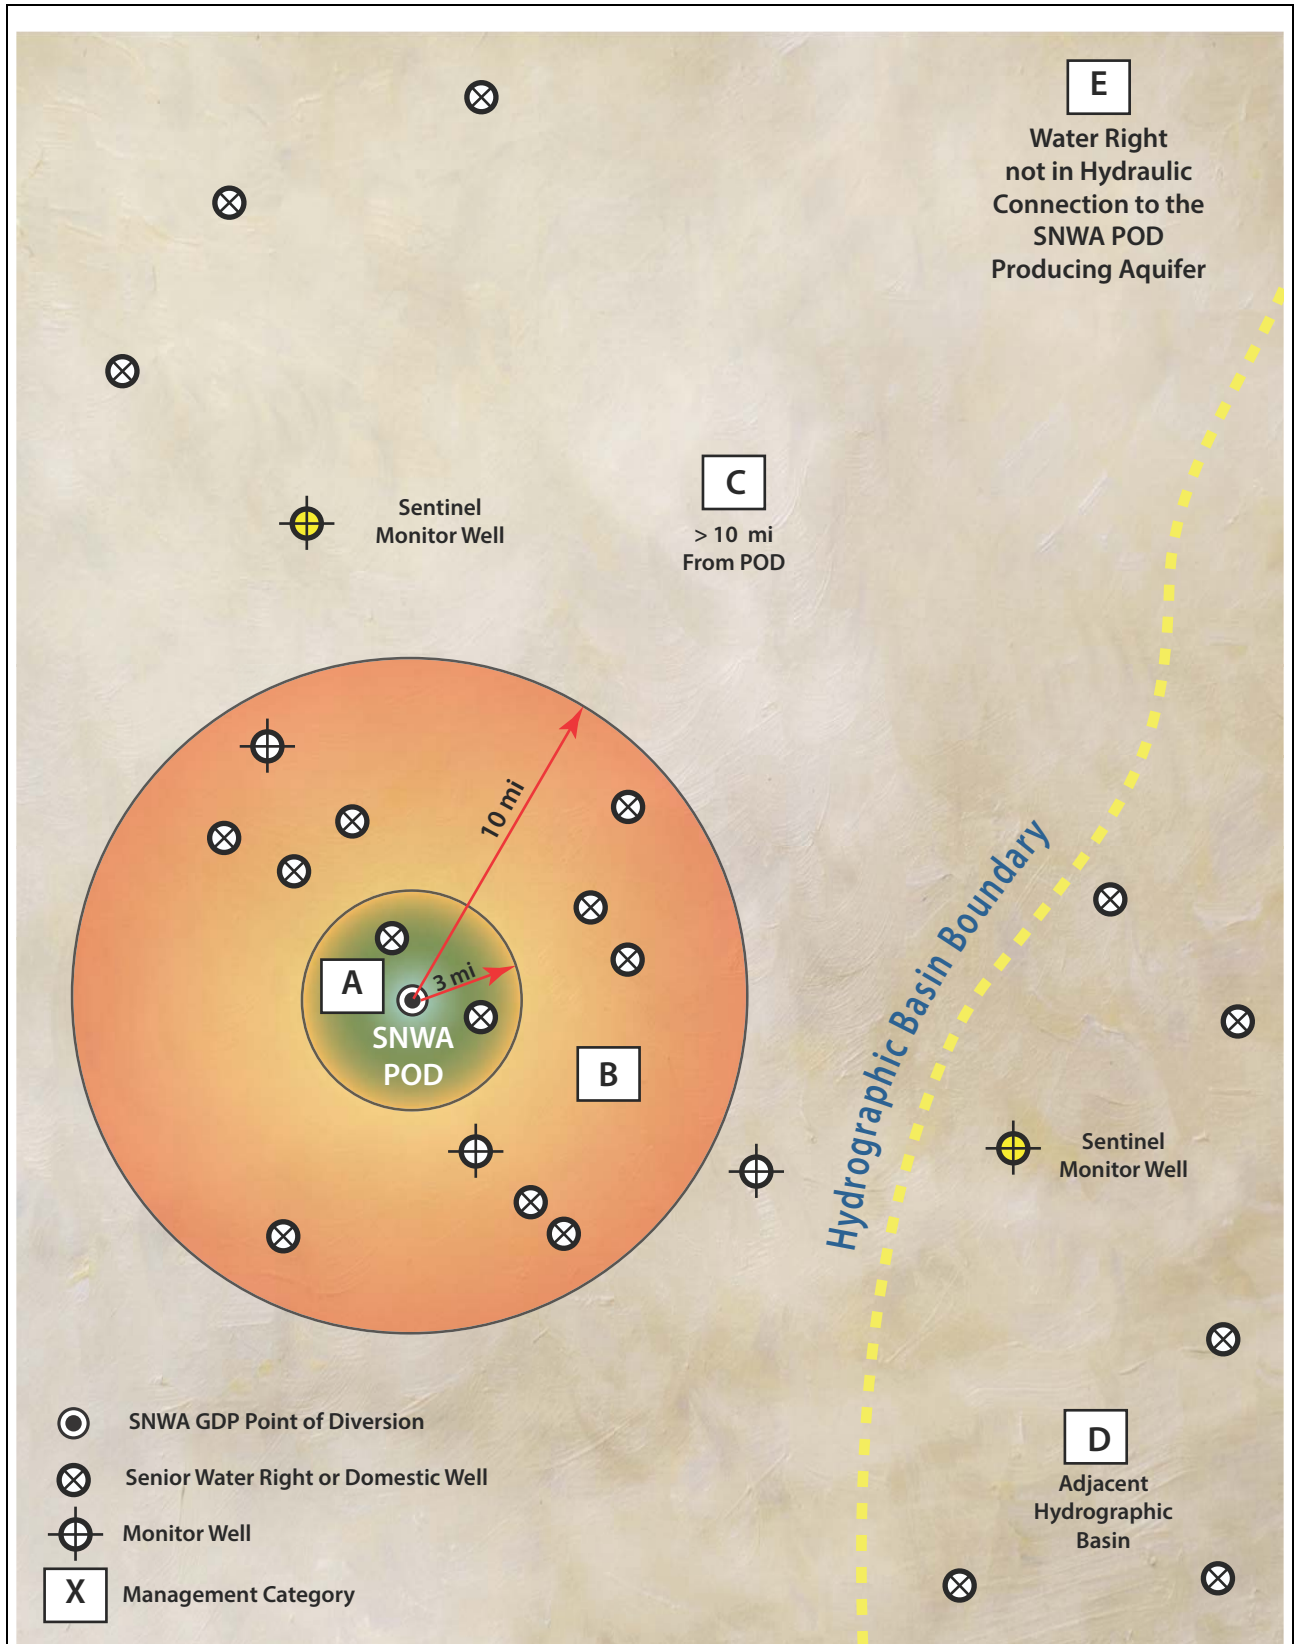 E
Water Right
not in Hydraulic
Connection to the
SNWA POD
Producing Aquifer
C
> 10 mi
From POD
Sentinel
Monitor Well
10 mi
A
3 mi
SNWA
POD
B
Hydrographic Basin Boundary
Sentinel
Monitor Well
D
Adjacent
Hydrographic
Basin
SNWA GDP Point of Diversion
Senior Water Right or Domestic Well
Monitor Well
X
Management Category